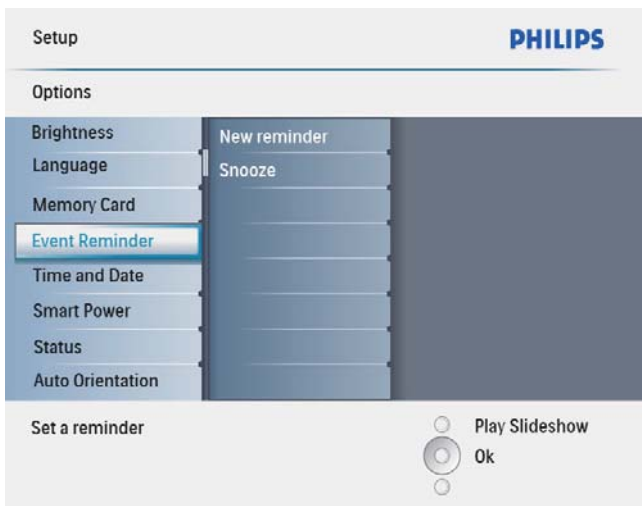 Setup
PHILIPS
Options
Brightness
Language
Memory Card
Event Reminder
Time and Date
Smart Power
Status
Auto Orientation
New reminder
Snooze
Set a reminder
Play Slideshow
Ok